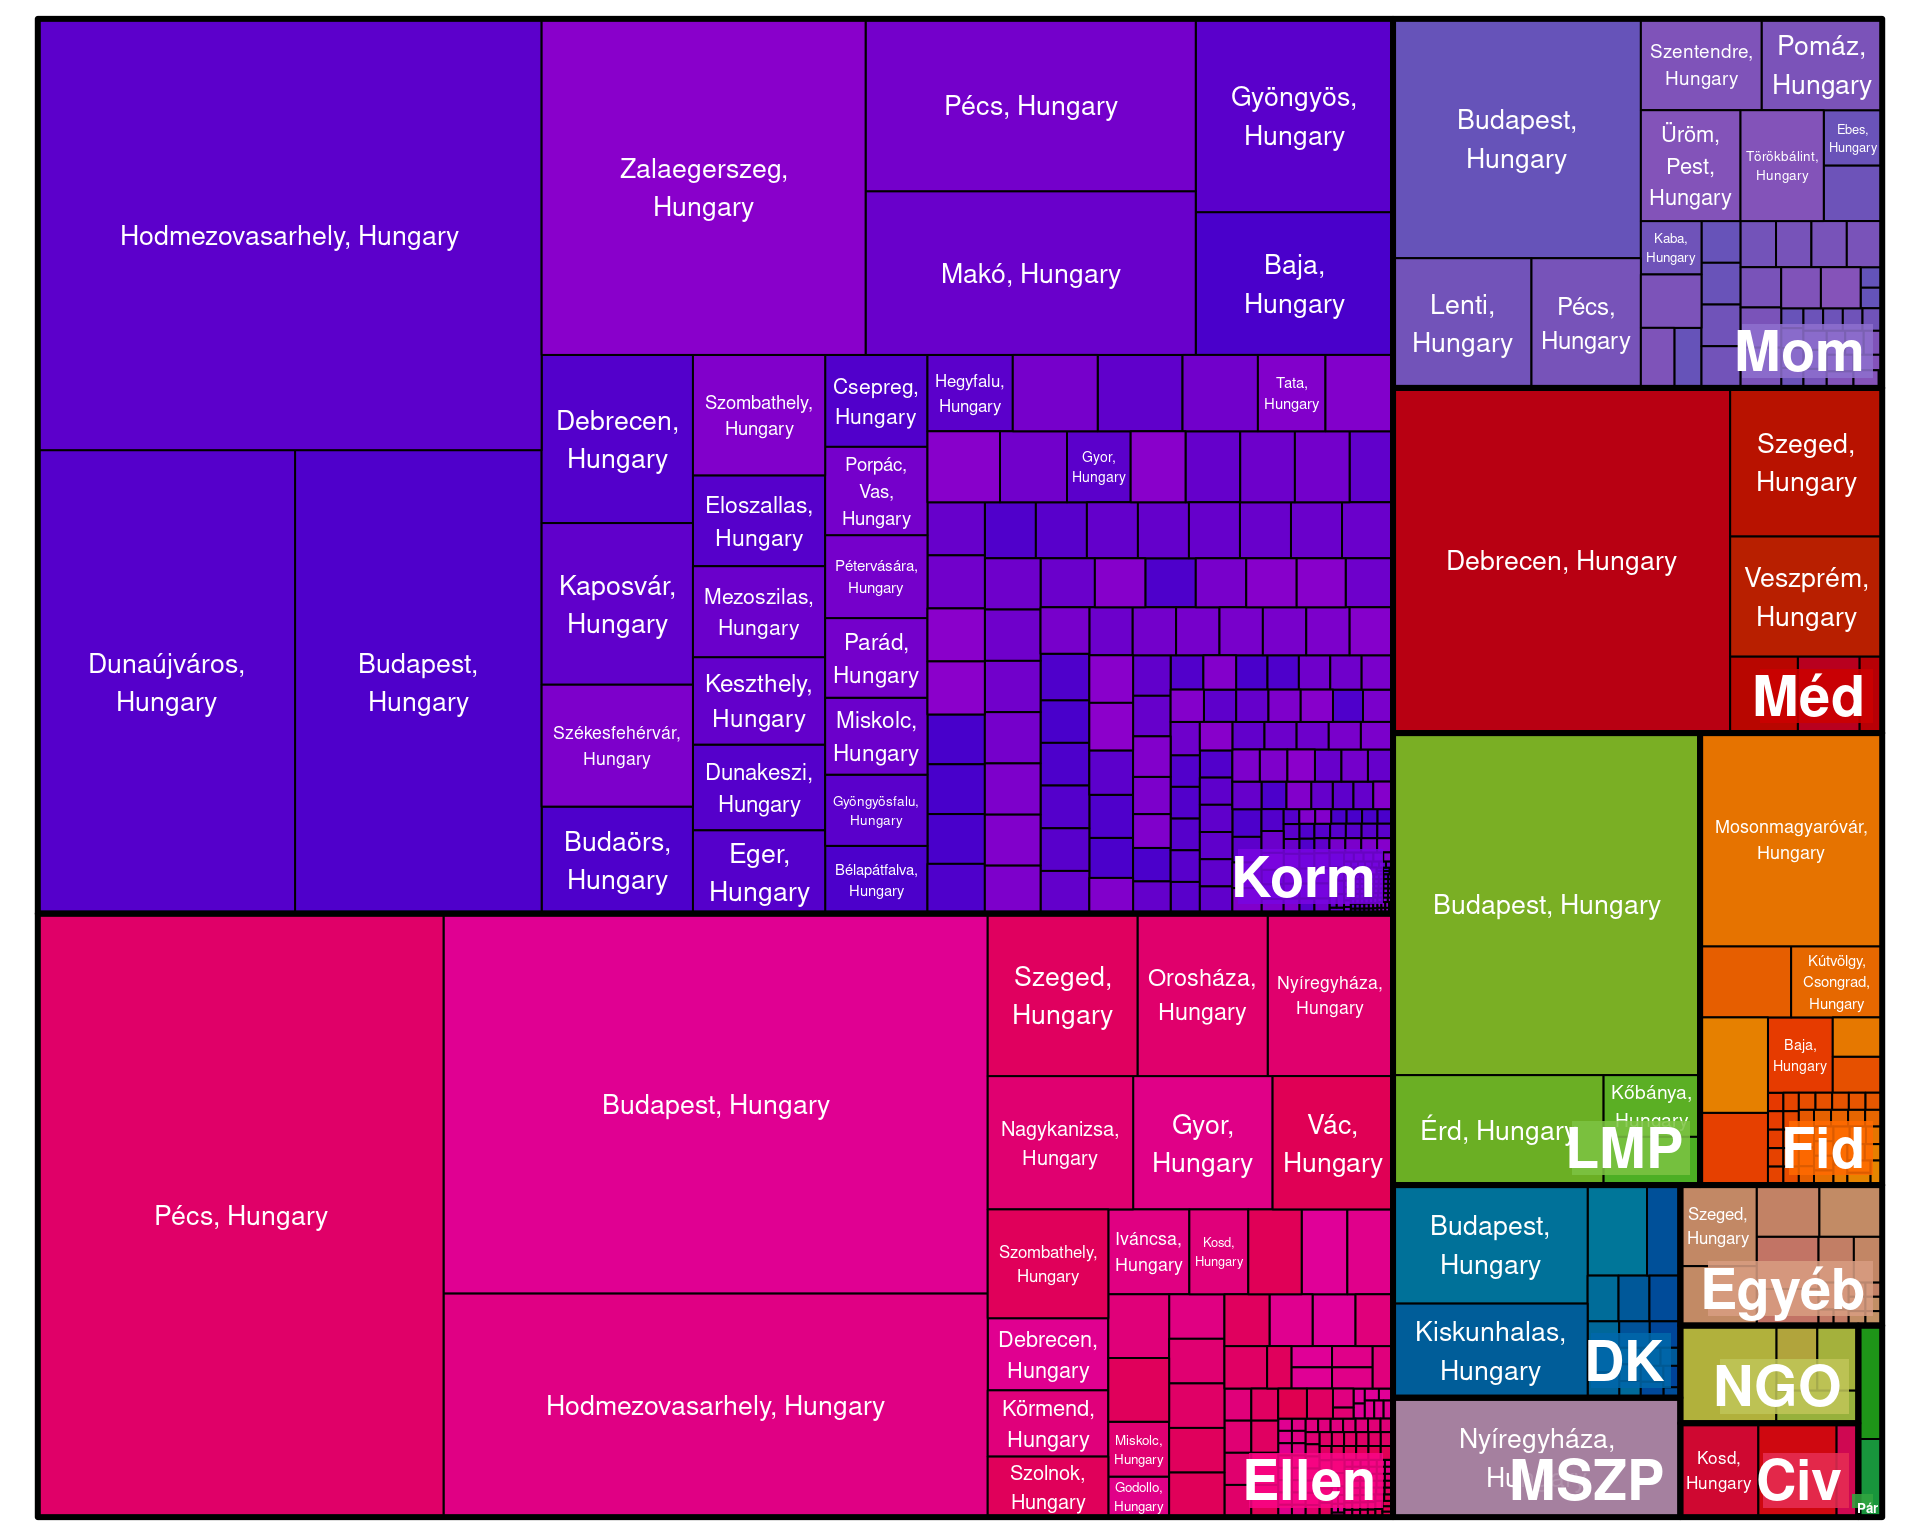 Hodmezovasarhely, Hungary
Zalaegerszeg,
Hungary
Pécs, Hungary
Makó, Hungary
Gyöngyös,
Hungary
Baja,
Hungary
Dunaújváros,
Hungary
Budapest,
Hungary
Debrecen,
Hungary
Kaposvár,
Hungary
Székesfehérvár,
Hungary
Budaörs,
Hungary
Szombathely,
Hungary
Eloszallas,
Hungary
Mezoszilas,
Hungary
Keszthely,
Hungary
Dunakeszi,
Hungary
Eger,
Hungary
Csepreg,
Hungary
Porpác,
Vas,
Hungary
Pétervására,
Hungary
Parád,
Hungary
Miskolc,
Hungary
Gyöngyösfalu,
Hungary
Bélapátfalva,
Hungary
Hegyfalu,
Hungary
Tata,
Hungary
Gyor,
Hungary
Korm
Pécs, Hungary
Budapest, Hungary
Hodmezovasarhely, Hungary
Szeged,
Hungary
Orosháza,
Hungary
Nyíregyháza,
Hungary
Nagykanizsa,
Hungary
Gyor,
Hungary
Vác,
Hungary
Szombathely,
Hungary
Debrecen,
Hungary
Körmend,
Hungary
Szolnok,
Hungary
Iváncsa,
Hungary
Kosd,
Hungary
Miskolc,
Hungary
Godollo,
Hungary
Ellen
Budapest,
Hungary
Lenti,
Hungary
Pécs,
Hungary
Szentendre,
Hungary
Pomáz,
Hungary
Üröm,
Pest,
Hungary
Törökbálint,
Hungary
Ebes,
Hungary
Kaba,
Hungary
Mom
Debrecen, Hungary
Szeged,
Hungary
Veszprém,
Hungary
Méd
Budapest, Hungary
Érd, Hungary
Kőbánya,
Hungary
LMP
Mosonmagyaróvár,
Hungary
Kútvölgy,
Csongrad,
Hungary
Baja,
Hungary
Fid
Budapest,
Hungary
Kiskunhalas,
Hungary
DK
Szeged,
Hungary
Egyéb
NGO
Nyíregyháza,
MSZP
Kosd,
Hungary
Civ
Pár